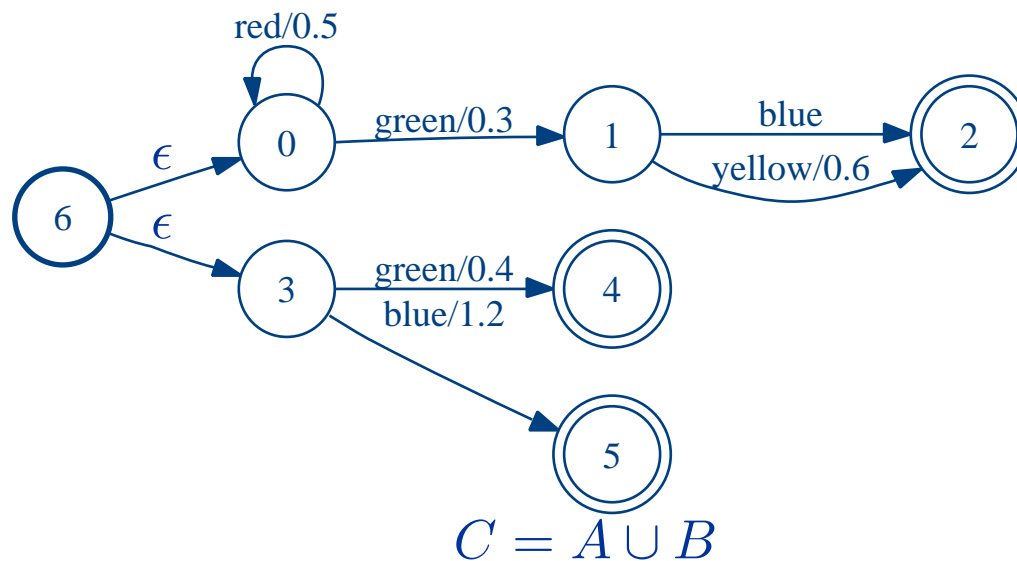 red/0.5
green/0.3
0
1
blue
2
ϵ
yellow/0.6
6
ϵ
green/0.4
3
4
blue/1.2
5
C = A ∪ B